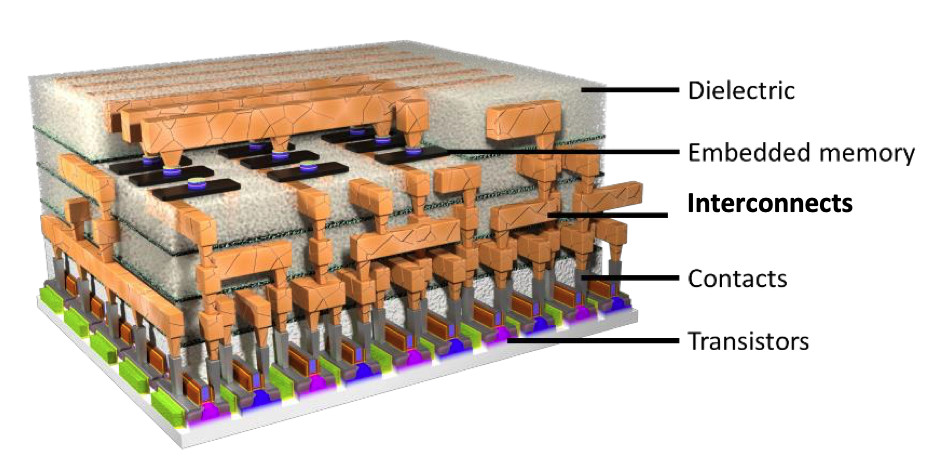 Dielectric
Embedded memory
Interconnects
Contacts
Transistors